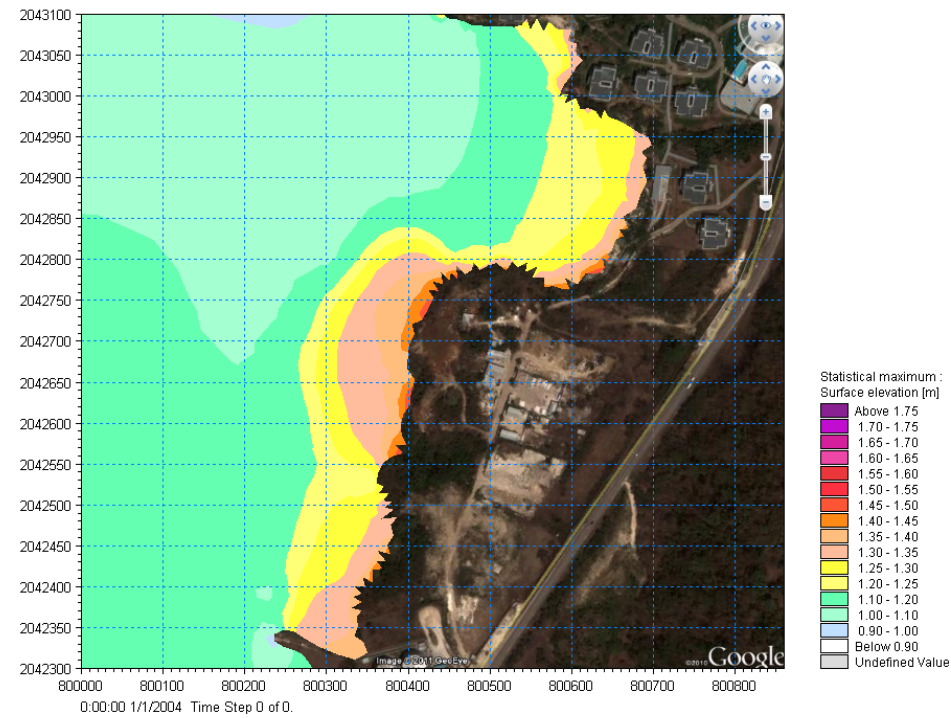 2043100
2043050
2043000
2042950
2042900
2042850
2042800
2042750
2042700
2042650
2042600
2042550
2042500
2042450
2042400
2042350
2042300
800000 800100 800200 800300 800400 800500 800600 800700 800800
0:00:00 1/1/2004 Time Step 0 of 0.
Image © 2011 GeoEye
©2010 Google
Statistical maximum :
Surface elevation [m]
Above 1.75
1.70 - 1.75
1.65 - 1.70
1.60 - 1.65
1.55 - 1.60
1.50 - 1.55
1.45 - 1.50
1.40 - 1.45
1.35 - 1.40
1.30 - 1.35
1.25 - 1.30
1.20 - 1.25
1.10 - 1.20
1.00 - 1.10
0.90 - 1.00
Below 0.90
Undefined Value